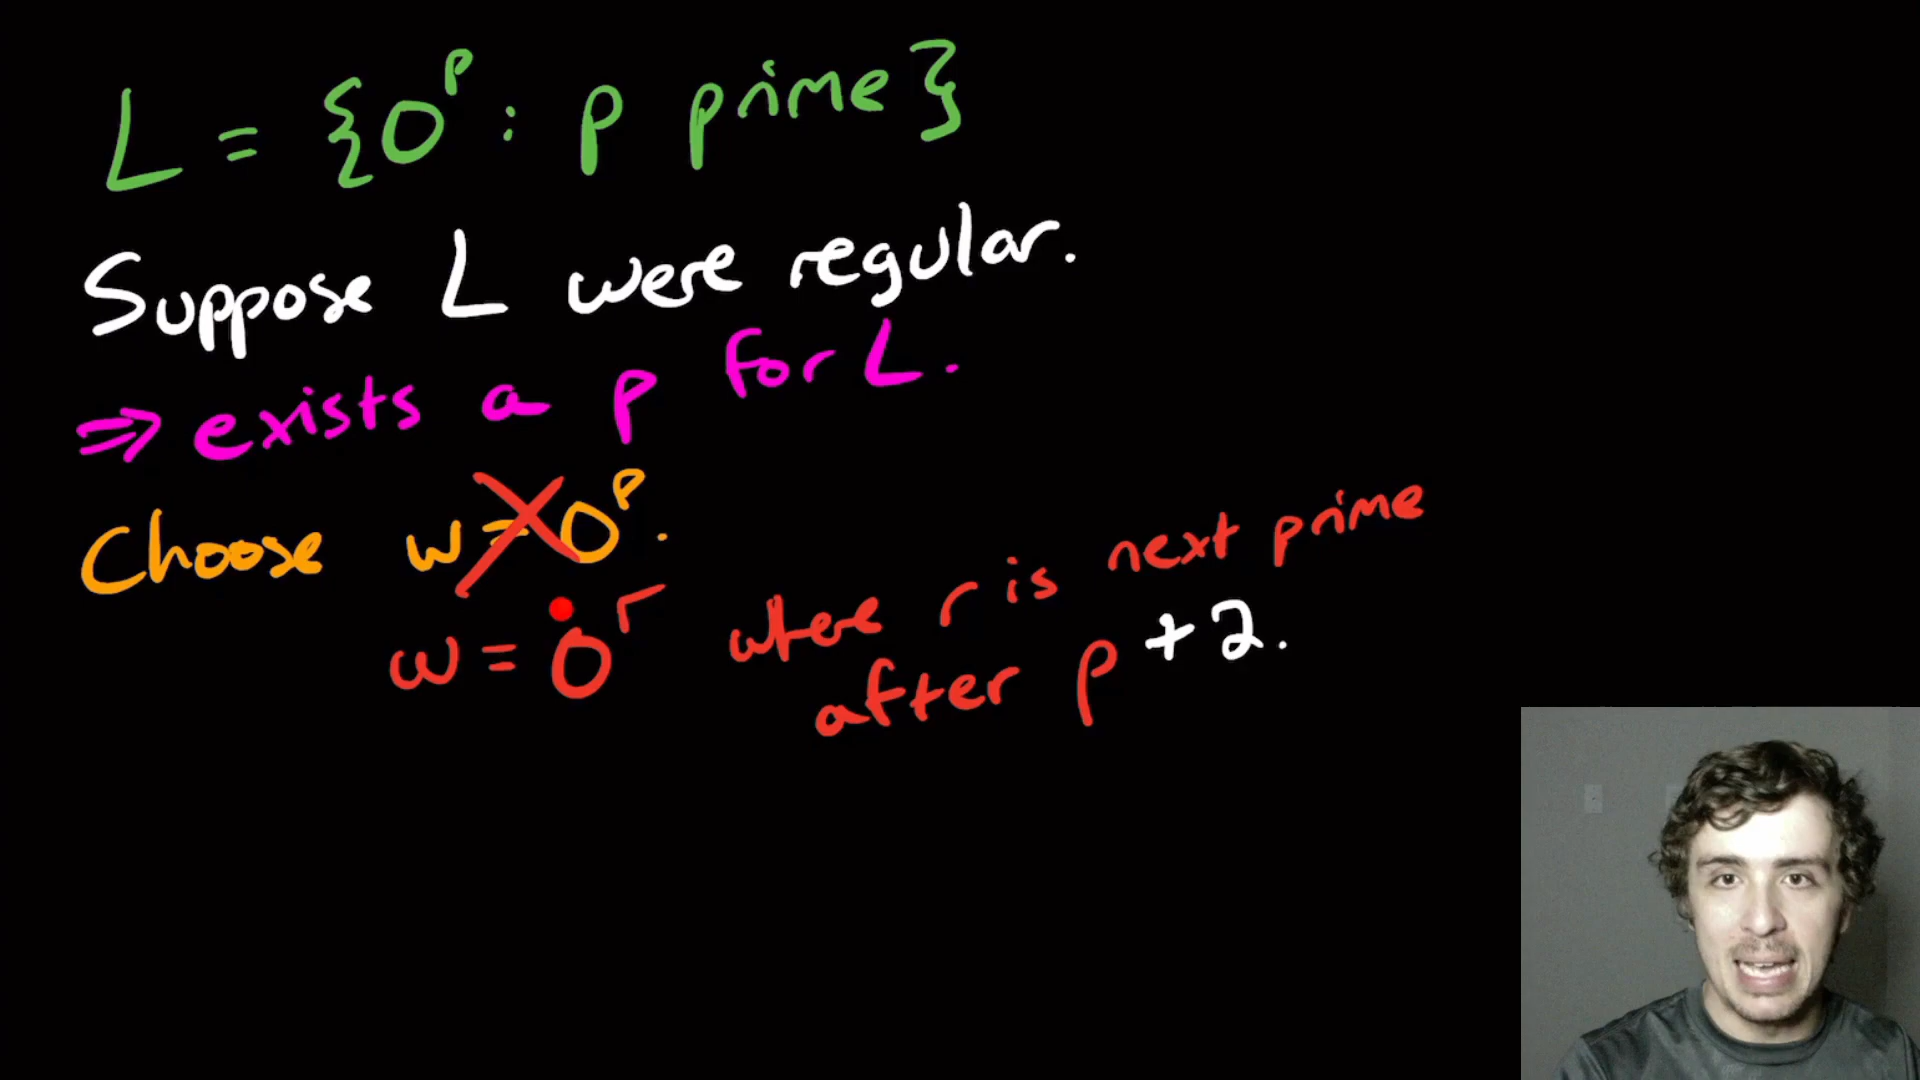 L = {0^p : p prime}
Suppose L were regular.
⇒ exists a p for L.
Choose w = 0^p.
w = 0^r where r is next prime
after p + 2.